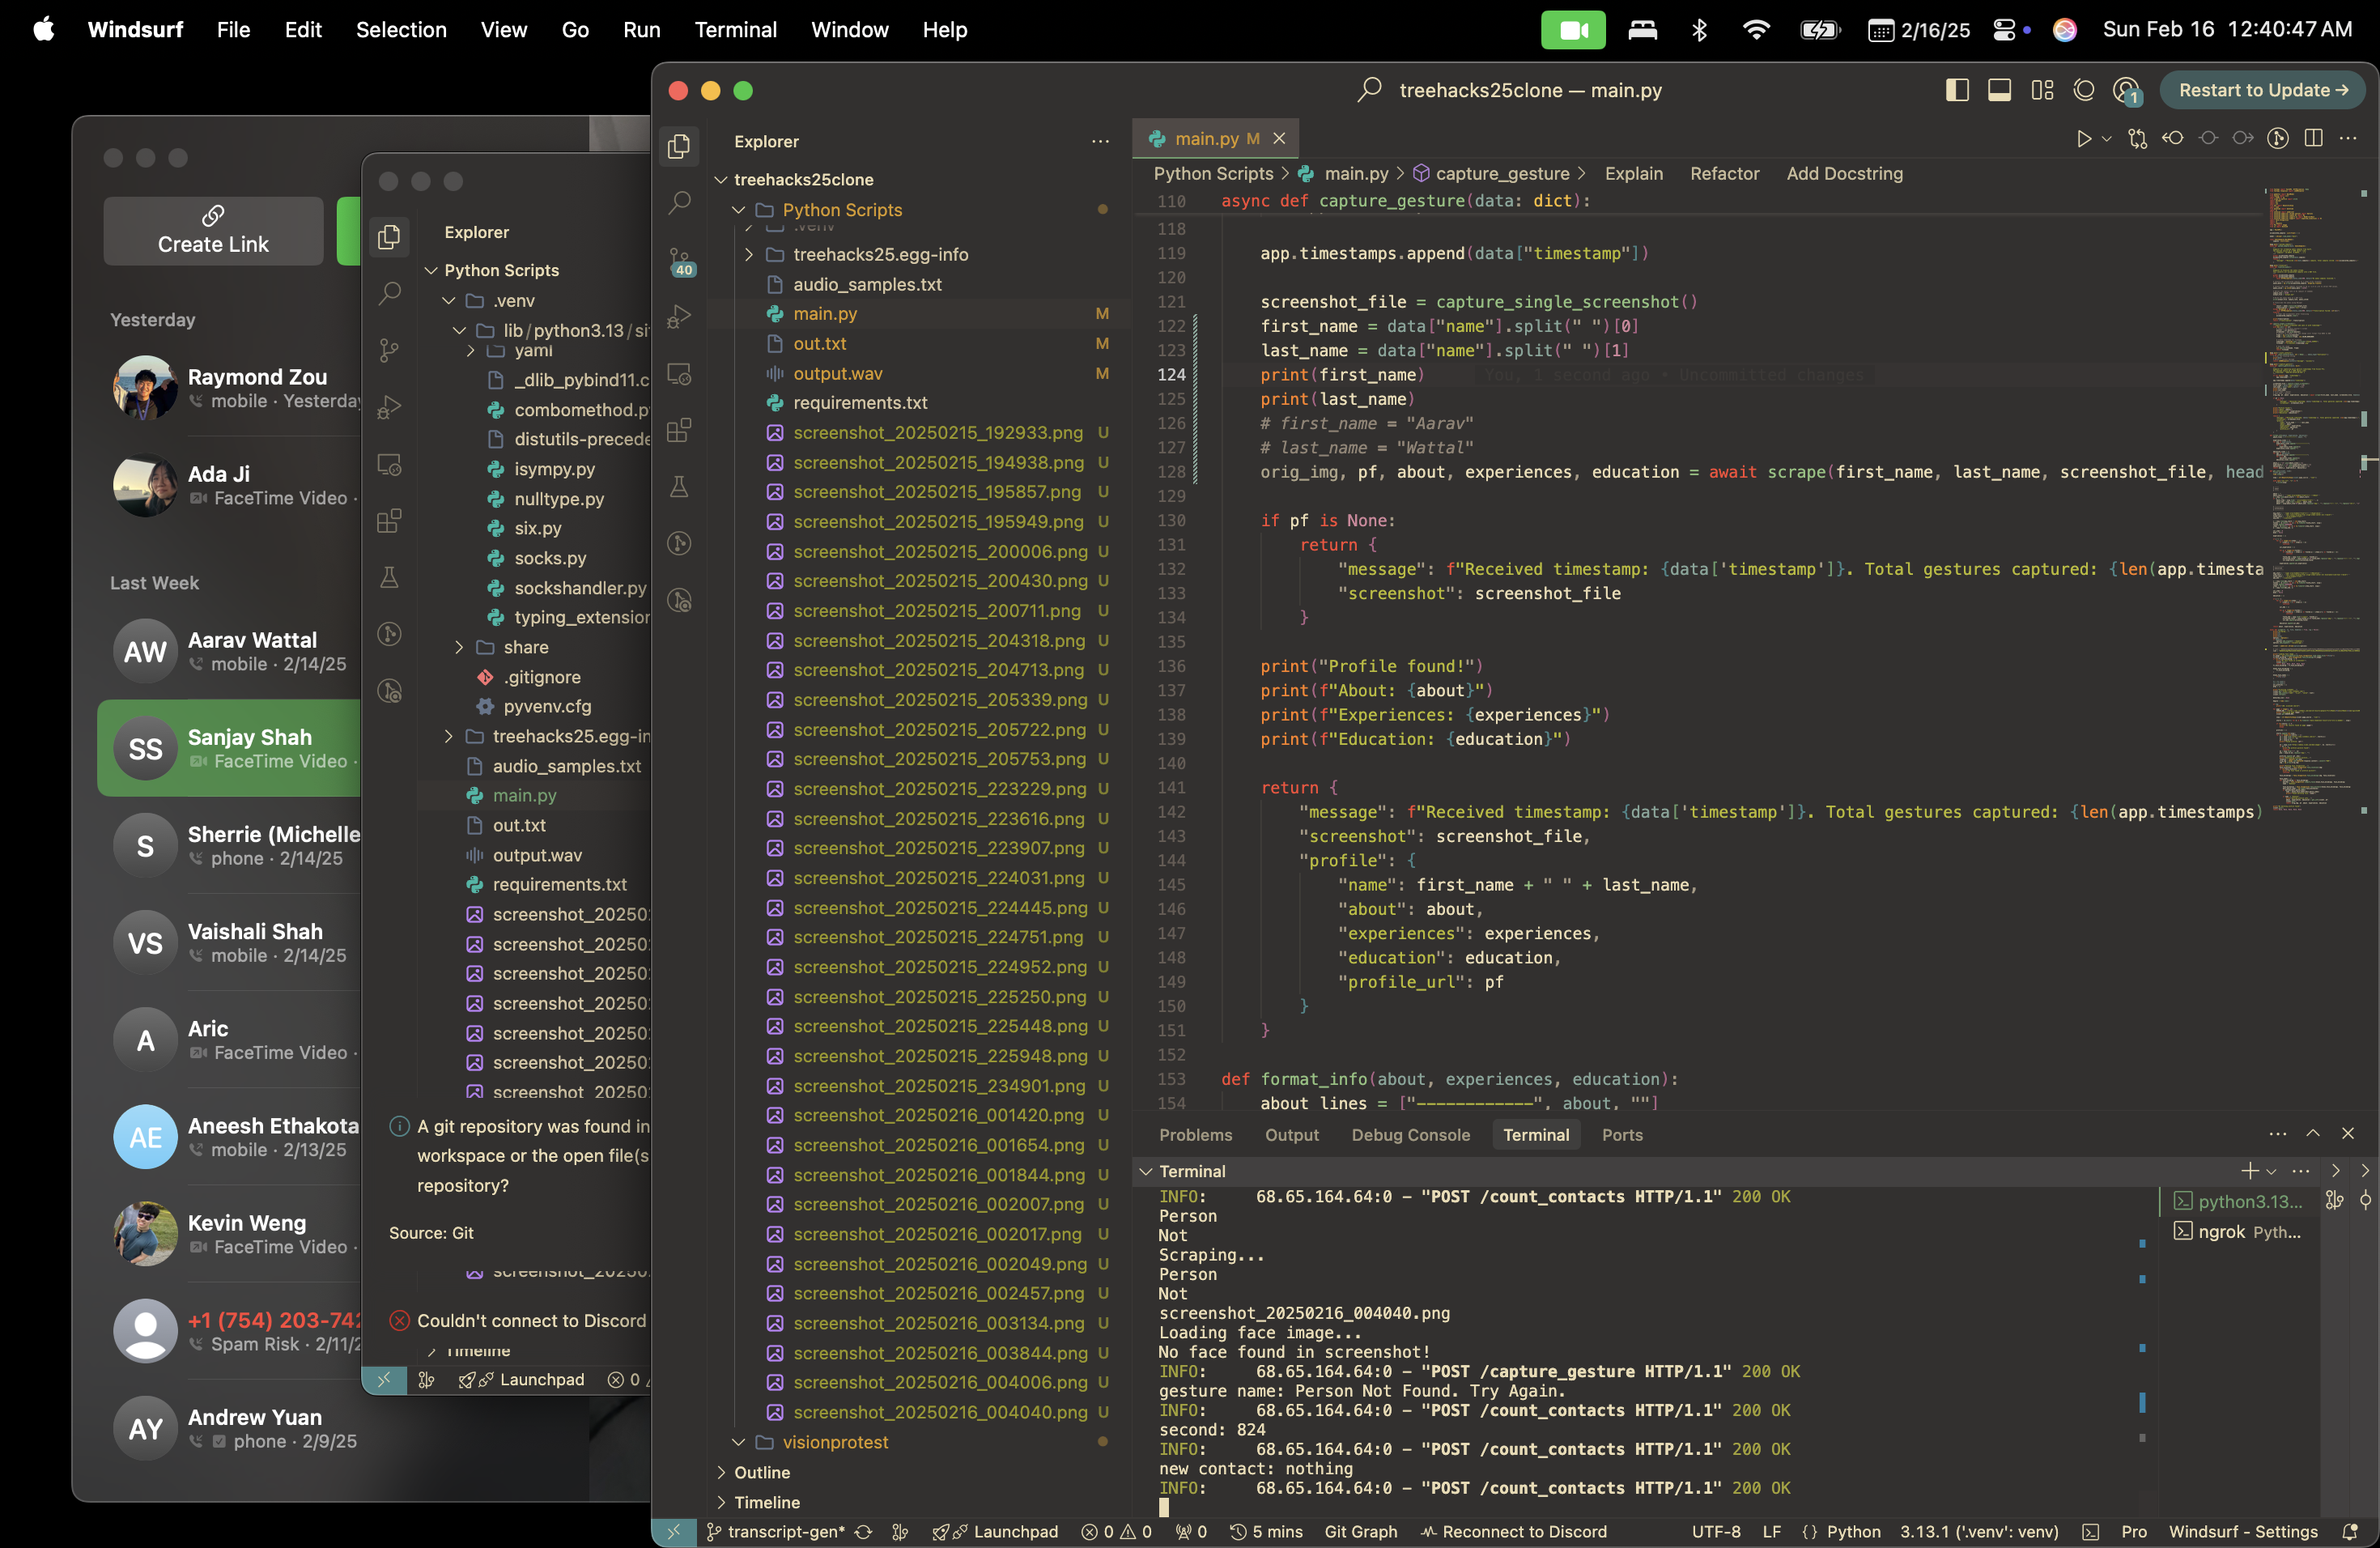 Windsurf File Edit Selection View Go Run Terminal Window Help
2/16/25 Sun Feb 16 12:40:47 AM
Create Link
Yesterday
Raymond Zou
mobile · Yesterday
Ada Ji
FaceTime Video ·
Last Week
AW Aarav Wattal
mobile · 2/14/25
SS Sanjay Shah
FaceTime Video ·
S Sherrie (Michelle
phone · 2/14/25
VS Vaishali Shah
mobile · 2/14/25
A Aric
FaceTime Video ·
AE Aneesh Ethakota
mobile · 2/13/25
Kevin Weng
FaceTime Video ·
+1 (754) 203-742
Spam Risk · 2/11/2
AY Andrew Yuan
phone · 2/9/25
Explorer
Python Scripts
.venv
lib/python3.13/si
yaml
_dlib_pybind11.c
combomethod.p
distutils-precede
isympy.py
nulltype.py
six.py
socks.py
sockshandler.py
typing_extension
share
.gitignore
pyvenv.cfg
treehacks25.egg-in
audio_samples.txt
main.py
out.txt
output.wav
requirements.txt
screenshot_20250
screenshot_20250
screenshot_20250
screenshot_20250
screenshot_20250
screenshot_20250
screenshot_20250
A git repository was found in
workspace or the open file(s
repository?
Source: Git
screenshot_20250
Couldn't connect to Discord
Timeline
Launchpad 0
treehacks25clone — main.py
1 Restart to Update →
Explorer
treehacks25clone
Python Scripts
.venv
treehacks25.egg-info
audio_samples.txt
main.py M
out.txt M
output.wav M
requirements.txt
40
screenshot_20250215_192933.png U
screenshot_20250215_194938.png U
screenshot_20250215_195857.png U
screenshot_20250215_195949.png U
screenshot_20250215_200006.png U
screenshot_20250215_200430.png U
screenshot_20250215_200711.png U
screenshot_20250215_204318.png U
screenshot_20250215_204713.png U
screenshot_20250215_205339.png U
screenshot_20250215_205722.png U
screenshot_20250215_205753.png U
screenshot_20250215_223229.png U
screenshot_20250215_223616.png U
screenshot_20250215_223907.png U
screenshot_20250215_224031.png U
screenshot_20250215_224445.png U
screenshot_20250215_224751.png U
screenshot_20250215_224952.png U
screenshot_20250215_225250.png U
screenshot_20250215_225448.png U
screenshot_20250215_225948.png U
screenshot_20250215_234901.png U
screenshot_20250216_001420.png U
screenshot_20250216_001654.png U
screenshot_20250216_001844.png U
screenshot_20250216_002007.png U
screenshot_20250216_002017.png U
screenshot_20250216_002049.png U
screenshot_20250216_002457.png U
screenshot_20250216_003134.png U
screenshot_20250216_003844.png U
screenshot_20250216_004006.png U
screenshot_20250216_004040.png U
visionprotest
Outline
Timeline
main.py M
Python Scripts > main.py > capture_gesture > Explain Refactor Add Docstring
110 async def capture_gesture(data: dict):
118
119 app.timestamps.append(data["timestamp"])
120
121 screenshot_file = capture_single_screenshot()
122 first_name = data["name"].split(" ")[0]
123 last_name = data["name"].split(" ")[1]
124 print(first_name) You, 1 second ago • Uncommitted changes
125 print(last_name)
126 # first_name = "Aarav"
127 # last_name = "Wattal"
128 orig_img, pf, about, experiences, education = await scrape(first_name, last_name, screenshot_file, head
129
130 if pf is None:
131 return {
132 "message": f"Received timestamp: {data['timestamp']}. Total gestures captured: {len(app.timesta
133 "screenshot": screenshot_file
134 }
135
136 print("Profile found!")
137 print(f"About: {about}")
138 print(f"Experiences: {experiences}")
139 print(f"Education: {education}")
140
141 return {
142 "message": f"Received timestamp: {data['timestamp']}. Total gestures captured: {len(app.timestamps)
143 "screenshot": screenshot_file,
144 "profile": {
145 "name": first_name + " " + last_name,
146 "about": about,
147 "experiences": experiences,
148 "education": education,
149 "profile_url": pf
150 }
151 }
152
153 def format_info(about, experiences, education):
154 about_lines = ["------------", about, ""]
Problems Output Debug Console Terminal Ports
Terminal
INFO: 68.65.164.64:0 - "POST /count_contacts HTTP/1.1" 200 OK
Person
Not
Scraping...
Person
Not
screenshot_20250216_004040.png
Loading face image...
No face found in screenshot!
INFO: 68.65.164.64:0 - "POST /capture_gesture HTTP/1.1" 200 OK
gesture name: Person Not Found. Try Again.
INFO: 68.65.164.64:0 - "POST /count_contacts HTTP/1.1" 200 OK
second: 824
INFO: 68.65.164.64:0 - "POST /count_contacts HTTP/1.1" 200 OK
new contact: nothing
INFO: 68.65.164.64:0 - "POST /count_contacts HTTP/1.1" 200 OK
python3.13...
ngrok Pyth...
transcript-gen* Launchpad 0 0 0 5 mins Git Graph Reconnect to Discord UTF-8 LF {} Python 3.13.1 ('.venv': venv) Pro Windsurf - Settings